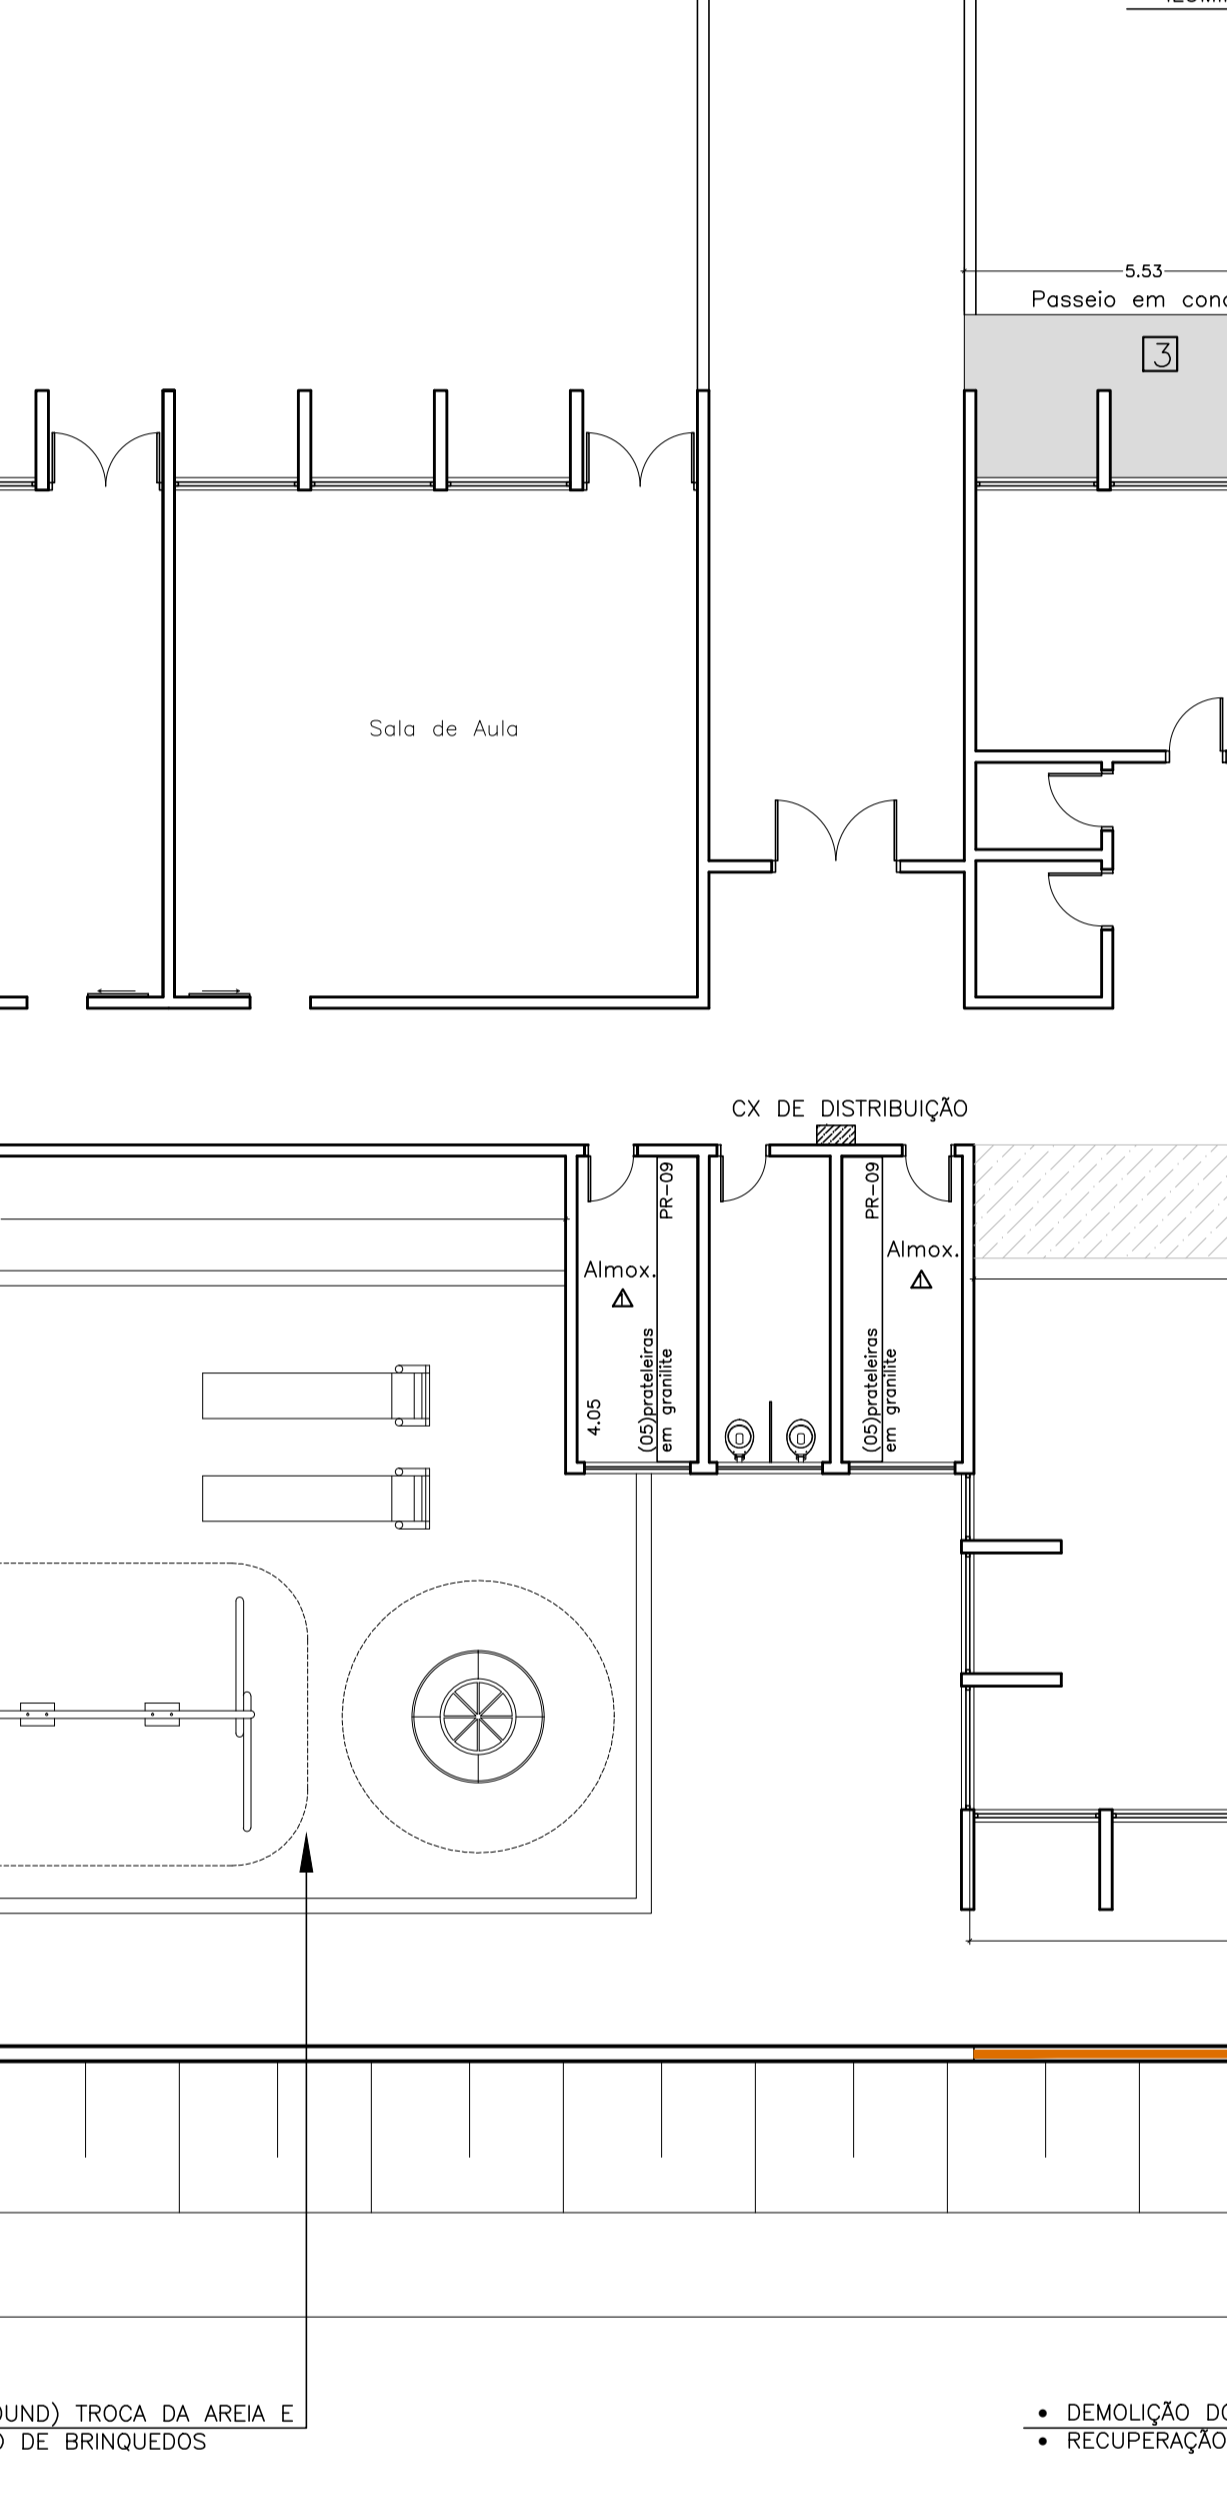 5.53
Passeio em conc
3
Sala de Aula
CX DE DISTRIBUIÇÃO
PR-09
PR-09
Almox.
Almox.
4.05
(05)prateleiras
em granilite
(05)prateleiras
em granilite
OUND) TROCA DA AREIA E
O DE BRINQUEDOS
• DEMOLIÇÃO DO
• RECUPERAÇÃO